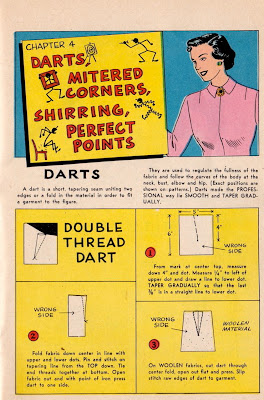 CHAPTER 4
DARTS,
MITERED
CORNERS,
SHIRRING,
PERFECT
POINTS
DARTS
A dart is a short, tapering seam uniting two
edges or a fold in the material in order to fit
a garment to the figure.
They are used to regulate the fullness of the
fabric and follow the curves of the body at the
neck, bust, elbow and hip. (Exact positions are
shown on patterns.) Darts made the PROFES-
SIONAL way lie SMOOTH and TAPER GRAD-
UALLY.
DOUBLE
THREAD
DART
1
5"
6"
4"
WRONG
SIDE
From mark at center top, measure
down 4" and dot. Measure ¼" to left of
upper dot and draw a line to lower dot.
TAPER GRADUALLY so that the last
⅛" is in a straight line to lower dot.
WRONG
SIDE
2
Fold fabric down center in line with
upper and lower dots. Pin and stitch on
tapering line from the TOP down. Tie
end threads together at bottom. Open
fabric out and with point of iron press
dart to one side.
WRONG
SIDE
WOOLEN
MATERIAL
3
On WOOLEN fabrics, cut dart through
center fold, open out flat and press. Slip
stitch raw edges of dart to garment.